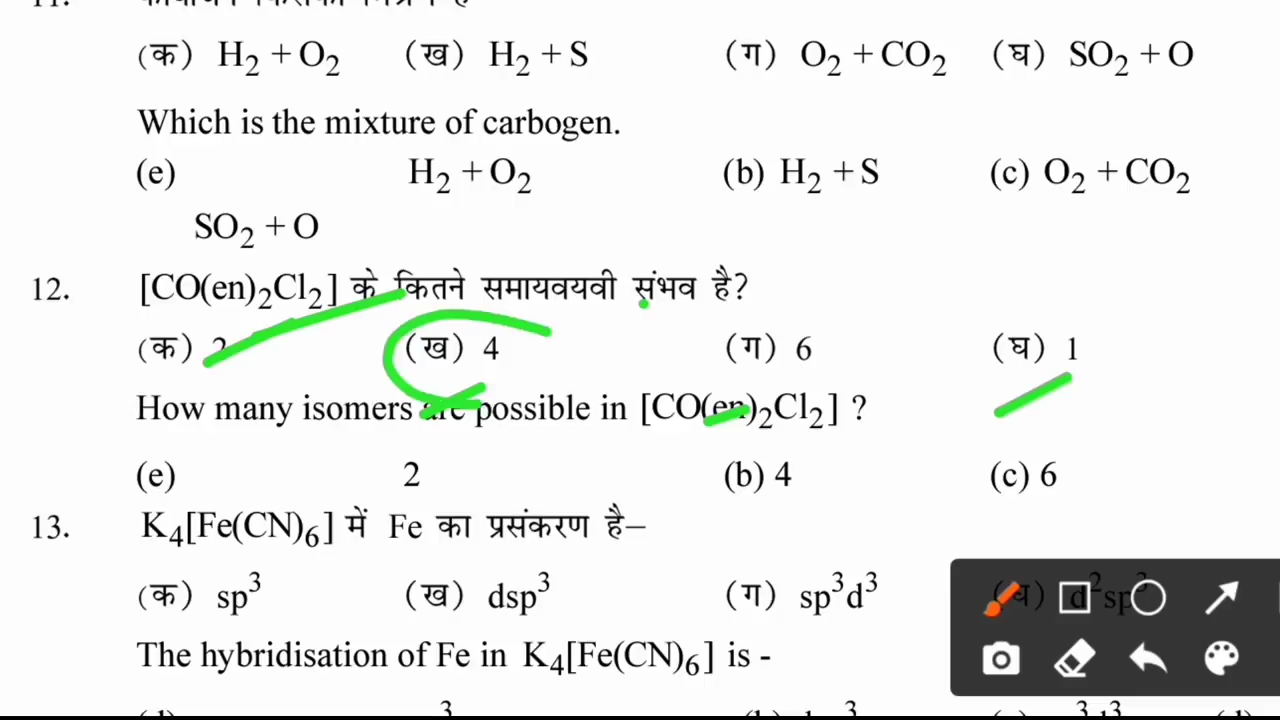 (क) H₂ + O₂ (ख) H₂ + S (ग) O₂ + CO₂ (घ) SO₂ + O
Which is the mixture of carbogen.
(e) H₂ + O₂ (b) H₂ + S (c) O₂ + CO₂
SO₂ + O
12. [CO(en)₂Cl₂] के कितने समायवयवी संभव है?
(क) 2 (ख) 4 (ग) 6 (घ) 1
How many isomers are possible in [CO(en)₂Cl₂] ?
(e) 2 (b) 4 (c) 6
13. K₄[Fe(CN)₆] में Fe का प्रसंकरण है–
(क) sp³ (ख) dsp³ (ग) sp³d³ (घ) d²sp³
The hybridisation of Fe in K₄[Fe(CN)₆] is -